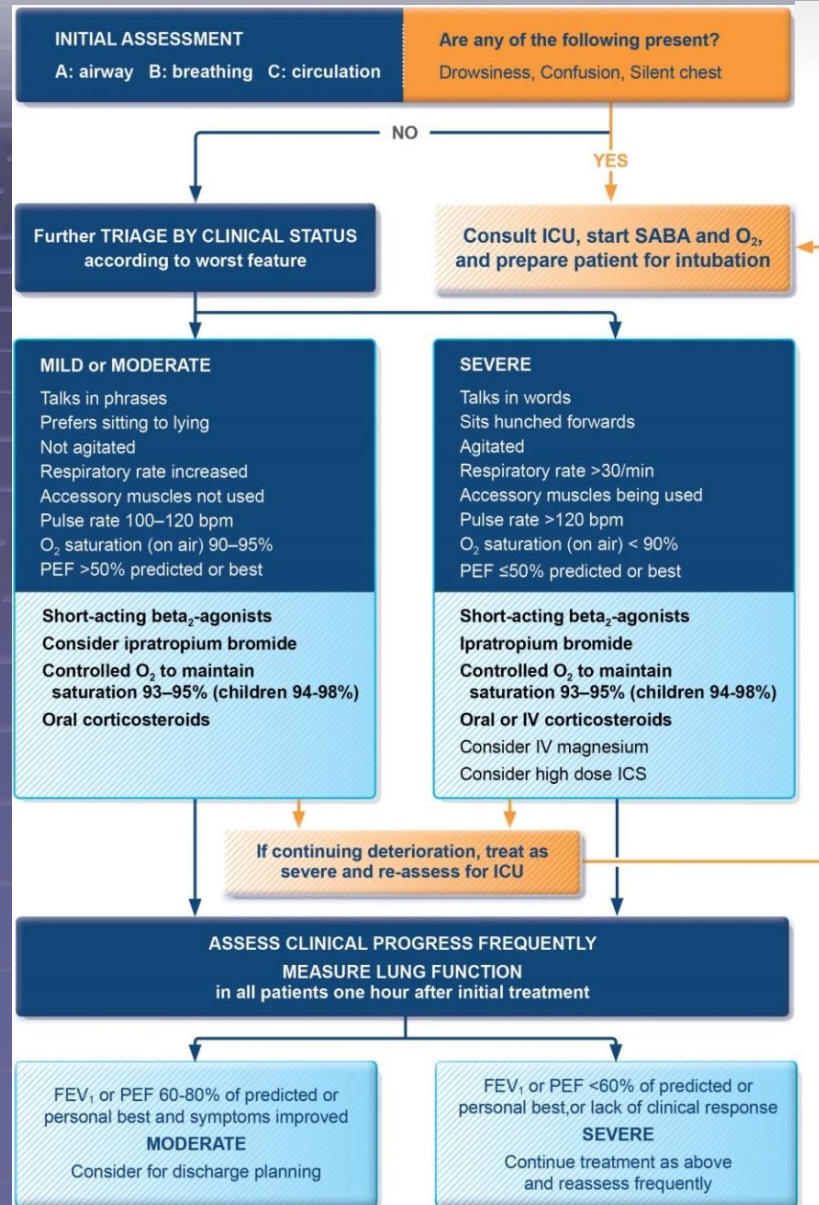 INITIAL ASSESSMENT
A: airway B: breathing C: circulation
Are any of the following present?
Drowsiness, Confusion, Silent chest
NO
YES
Further TRIAGE BY CLINICAL STATUS
according to worst feature
Consult ICU, start SABA and O₂,
and prepare patient for intubation
MILD or MODERATE
Talks in phrases
Prefers sitting to lying
Not agitated
Respiratory rate increased
Accessory muscles not used
Pulse rate 100–120 bpm
O₂ saturation (on air) 90–95%
PEF >50% predicted or best
Short-acting beta₂-agonists
Consider ipratropium bromide
Controlled O₂ to maintain
saturation 93–95% (children 94-98%)
Oral corticosteroids
SEVERE
Talks in words
Sits hunched forwards
Agitated
Respiratory rate >30/min
Accessory muscles being used
Pulse rate >120 bpm
O₂ saturation (on air) < 90%
PEF ≤50% predicted or best
Short-acting beta₂-agonists
Ipratropium bromide
Controlled O₂ to maintain
saturation 93–95% (children 94-98%)
Oral or IV corticosteroids
Consider IV magnesium
Consider high dose ICS
If continuing deterioration, treat as
severe and re-assess for ICU
ASSESS CLINICAL PROGRESS FREQUENTLY
MEASURE LUNG FUNCTION
in all patients one hour after initial treatment
FEV₁ or PEF 60-80% of predicted or
personal best and symptoms improved
MODERATE
Consider for discharge planning
FEV₁ or PEF <60% of predicted or
personal best,or lack of clinical response
SEVERE
Continue treatment as above
and reassess frequently